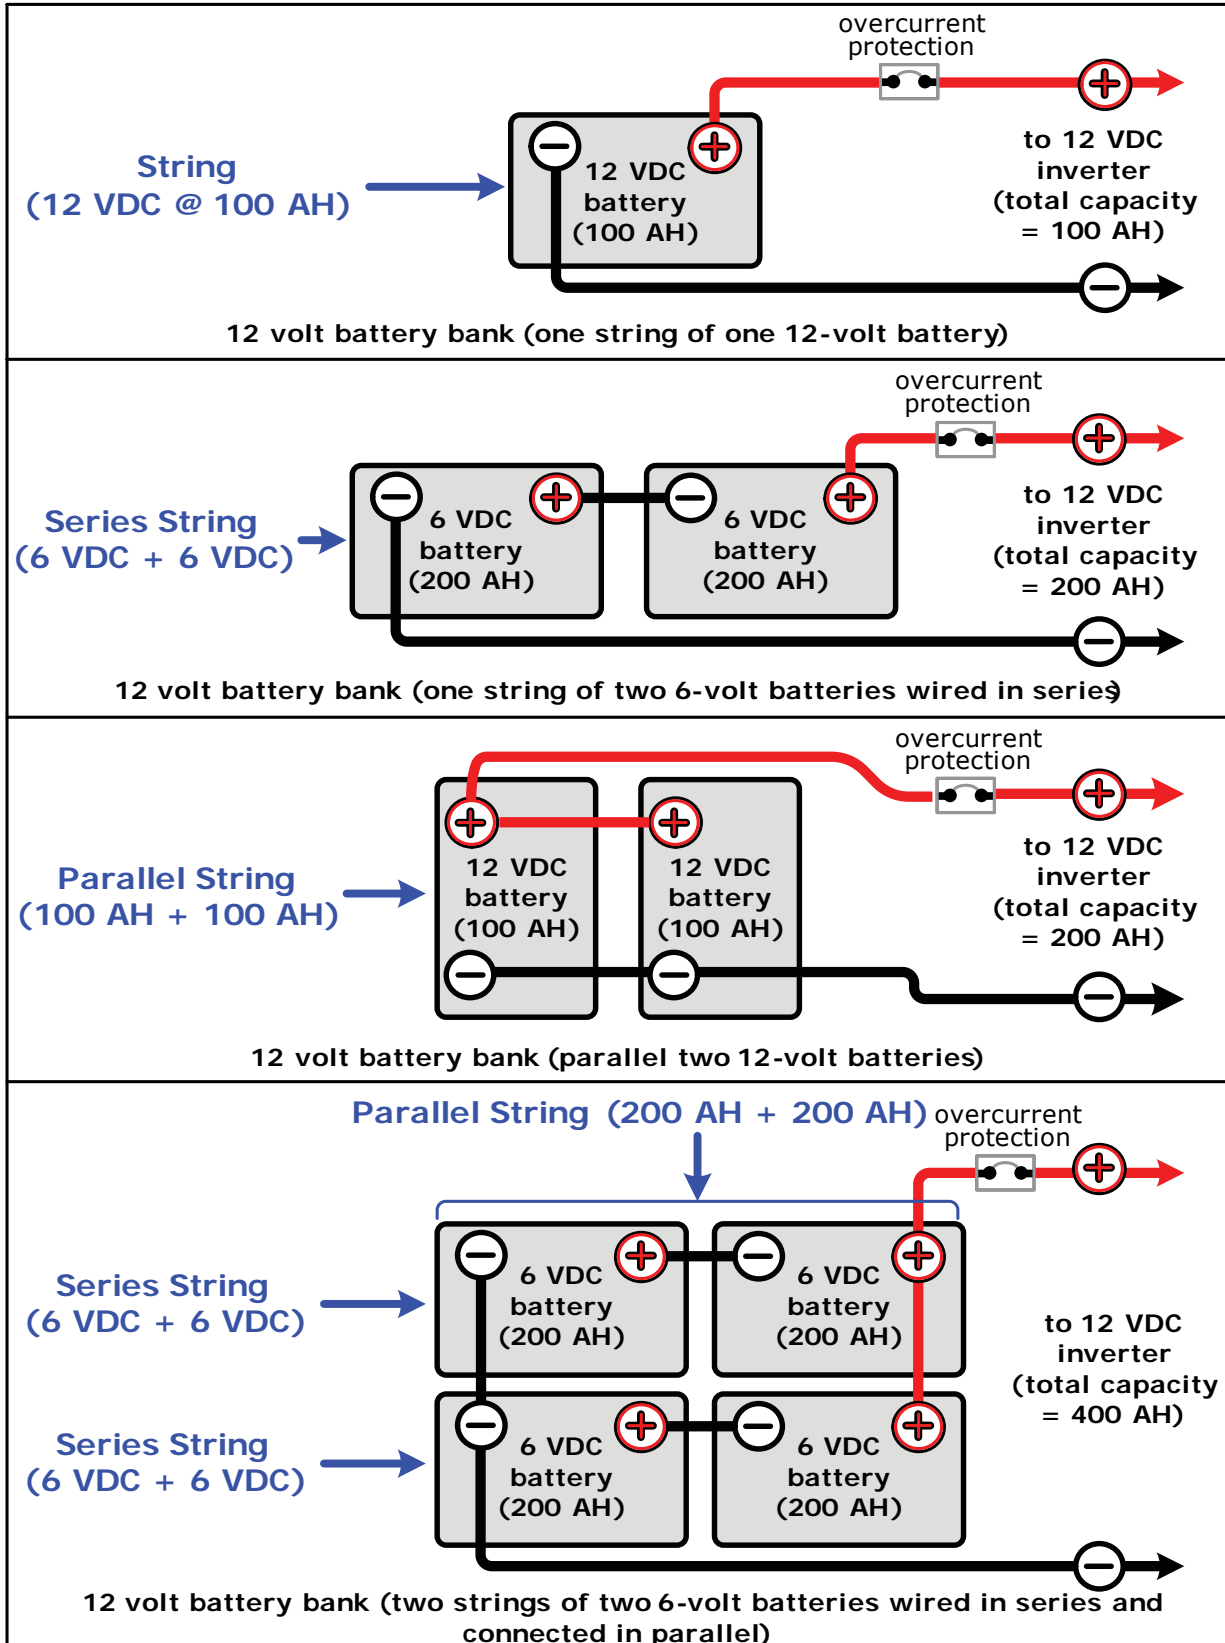 overcurrent
protection
String
(12 VDC @ 100 AH)
12 VDC
battery
(100 AH)
to 12 VDC
inverter
(total capacity
= 100 AH)
12 volt battery bank (one string of one 12-volt battery)
overcurrent
protection
Series String
(6 VDC + 6 VDC)
6 VDC
battery
(200 AH)
6 VDC
battery
(200 AH)
to 12 VDC
inverter
(total capacity
= 200 AH)
12 volt battery bank (one string of two 6-volt batteries wired in series)
overcurrent
protection
Parallel String
(100 AH + 100 AH)
12 VDC
battery
(100 AH)
12 VDC
battery
(100 AH)
to 12 VDC
inverter
(total capacity
= 200 AH)
12 volt battery bank (parallel two 12-volt batteries)
Parallel String (200 AH + 200 AH)
overcurrent
protection
Series String
(6 VDC + 6 VDC)
6 VDC
battery
(200 AH)
6 VDC
battery
(200 AH)
to 12 VDC
inverter
(total capacity
= 400 AH)
Series String
(6 VDC + 6 VDC)
6 VDC
battery
(200 AH)
6 VDC
battery
(200 AH)
12 volt battery bank (two strings of two 6-volt batteries wired in series and
connected in parallel)